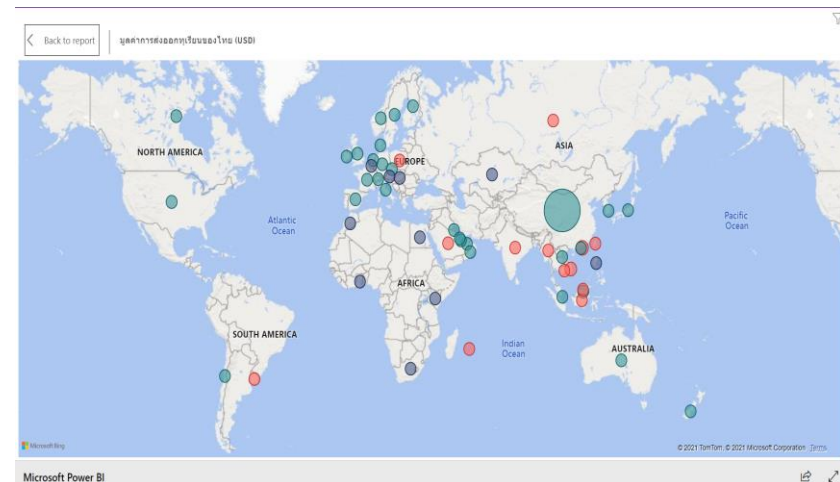 Back to report
มูลค่าการส่งออกทุเรียนของไทย (USD)
NORTH AMERICA
EUROPE
ASIA
Atlantic
Ocean
Pacific
Ocean
AFRICA
SOUTH AMERICA
Indian
Ocean
AUSTRALIA
Microsoft Bing
© 2021 TomTom, © 2021 Microsoft Corporation Terms
Microsoft Power BI